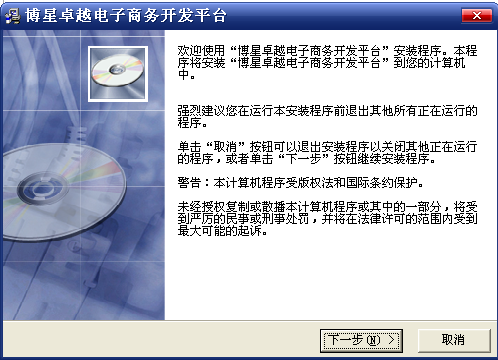 博星卓越电子商务开发平台
欢迎使用“博星卓越电子商务开发平台”安装程序。本程
序将安装“博星卓越电子商务开发平台”到您的计算机
中。
强烈建议您在运行本安装程序前退出其他所有正在运行的
程序。
单击“取消”按钮可以退出安装程序以关闭其他正在运行
的程序，或者单击“下一步”按钮继续安装程序。
警告：本计算机程序受版权法和国际条约保护。
未经授权复制或散播本计算机程序或其中的一部分，将受
到严厉的民事或刑事处罚，并将在法律许可的范围内受到
最大可能的起诉。
下一步(N) >
取消